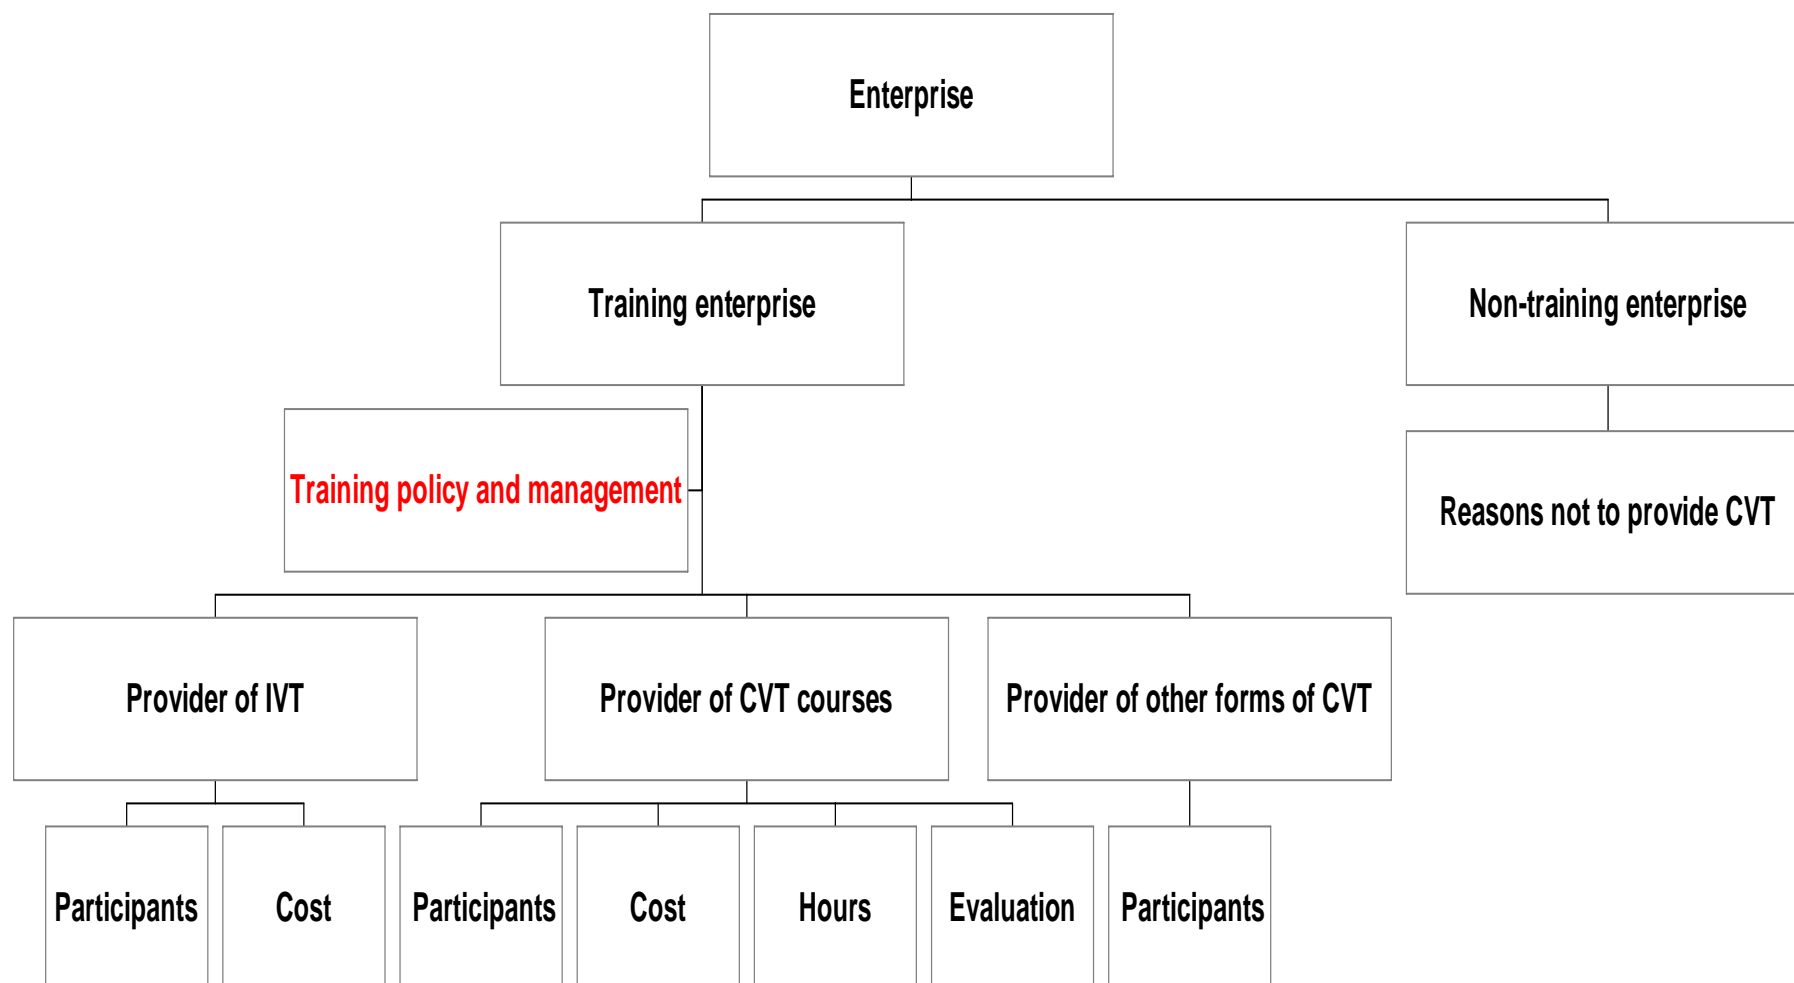 Enterprise
Training enterprise
Non-training enterprise
Training policy and management
Reasons not to provide CVT
Provider of IVT
Provider of CVT courses
Provider of other forms of CVT
Participants
Cost
Participants
Cost
Hours
Evaluation
Participants